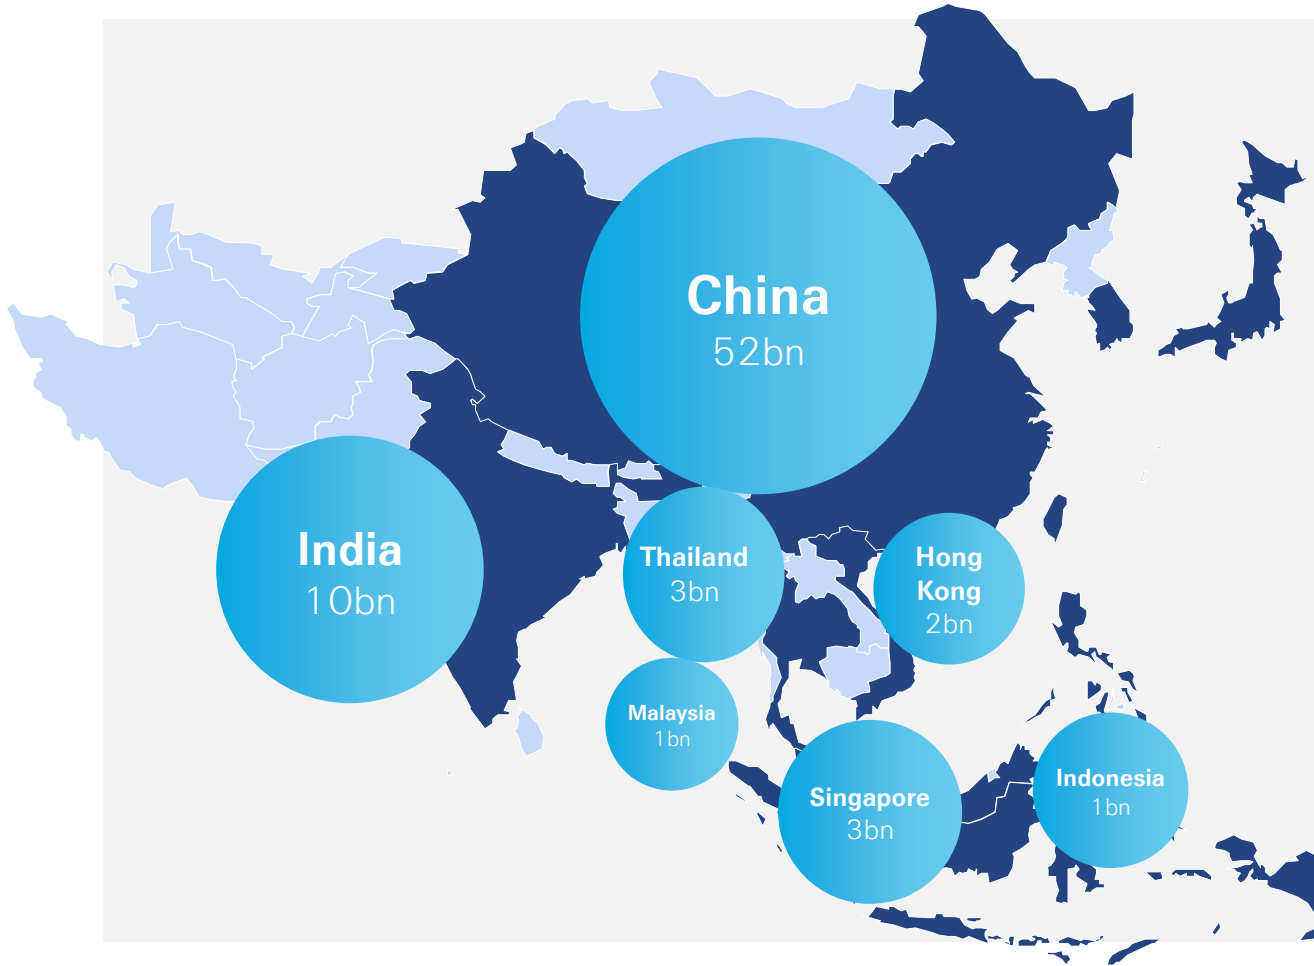 China
52bn
India
10bn
Thailand
3bn
Hong
Kong
2bn
Malaysia
1bn
Singapore
3bn
Indonesia
1bn